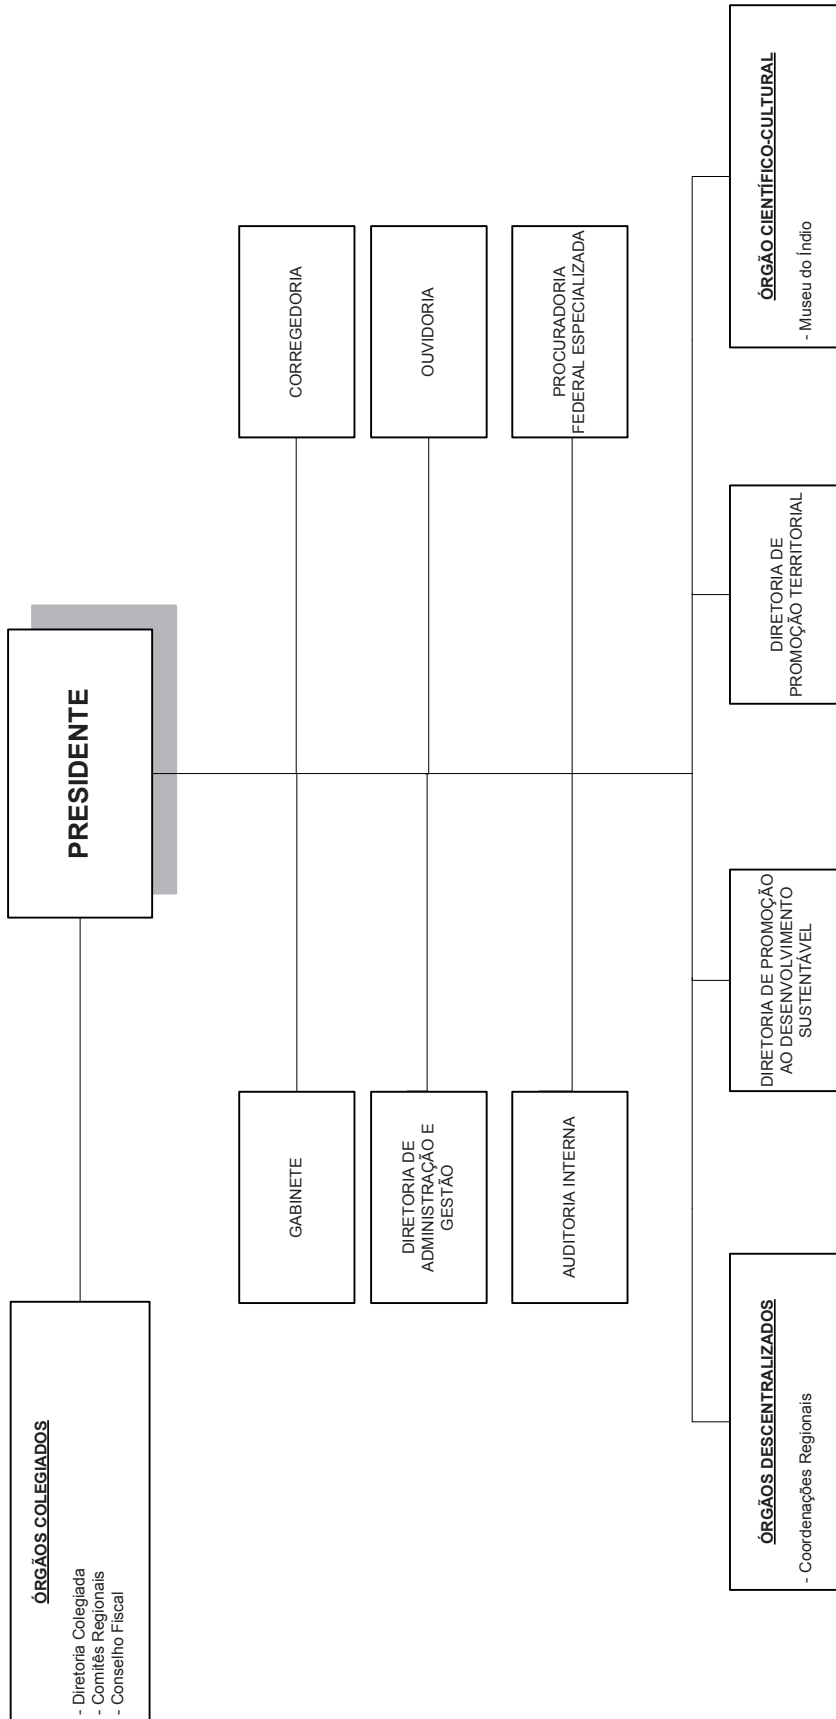 ÓRGÃOS COLEGIADOS
- Diretoria Colegiada
- Comitês Regionais
- Conselho Fiscal
PRESIDENTE
GABINETE
CORREGEDORIA
DIRETORIA DE
ADMINISTRAÇÃO E
GESTÃO
OUVIDORIA
AUDITORIA INTERNA
PROCURADORIA
FEDERAL ESPECIALIZADA
ÓRGÃOS DESCENTRALIZADOS
- Coordenações Regionais
DIRETORIA DE PROMOÇÃO
AO DESENVOLVIMENTO
SUSTENTÁVEL
DIRETORIA DE
PROMOÇÃO TERRITORIAL
ÓRGÃO CIENTÍFICO-CULTURAL
- Museu do Índio